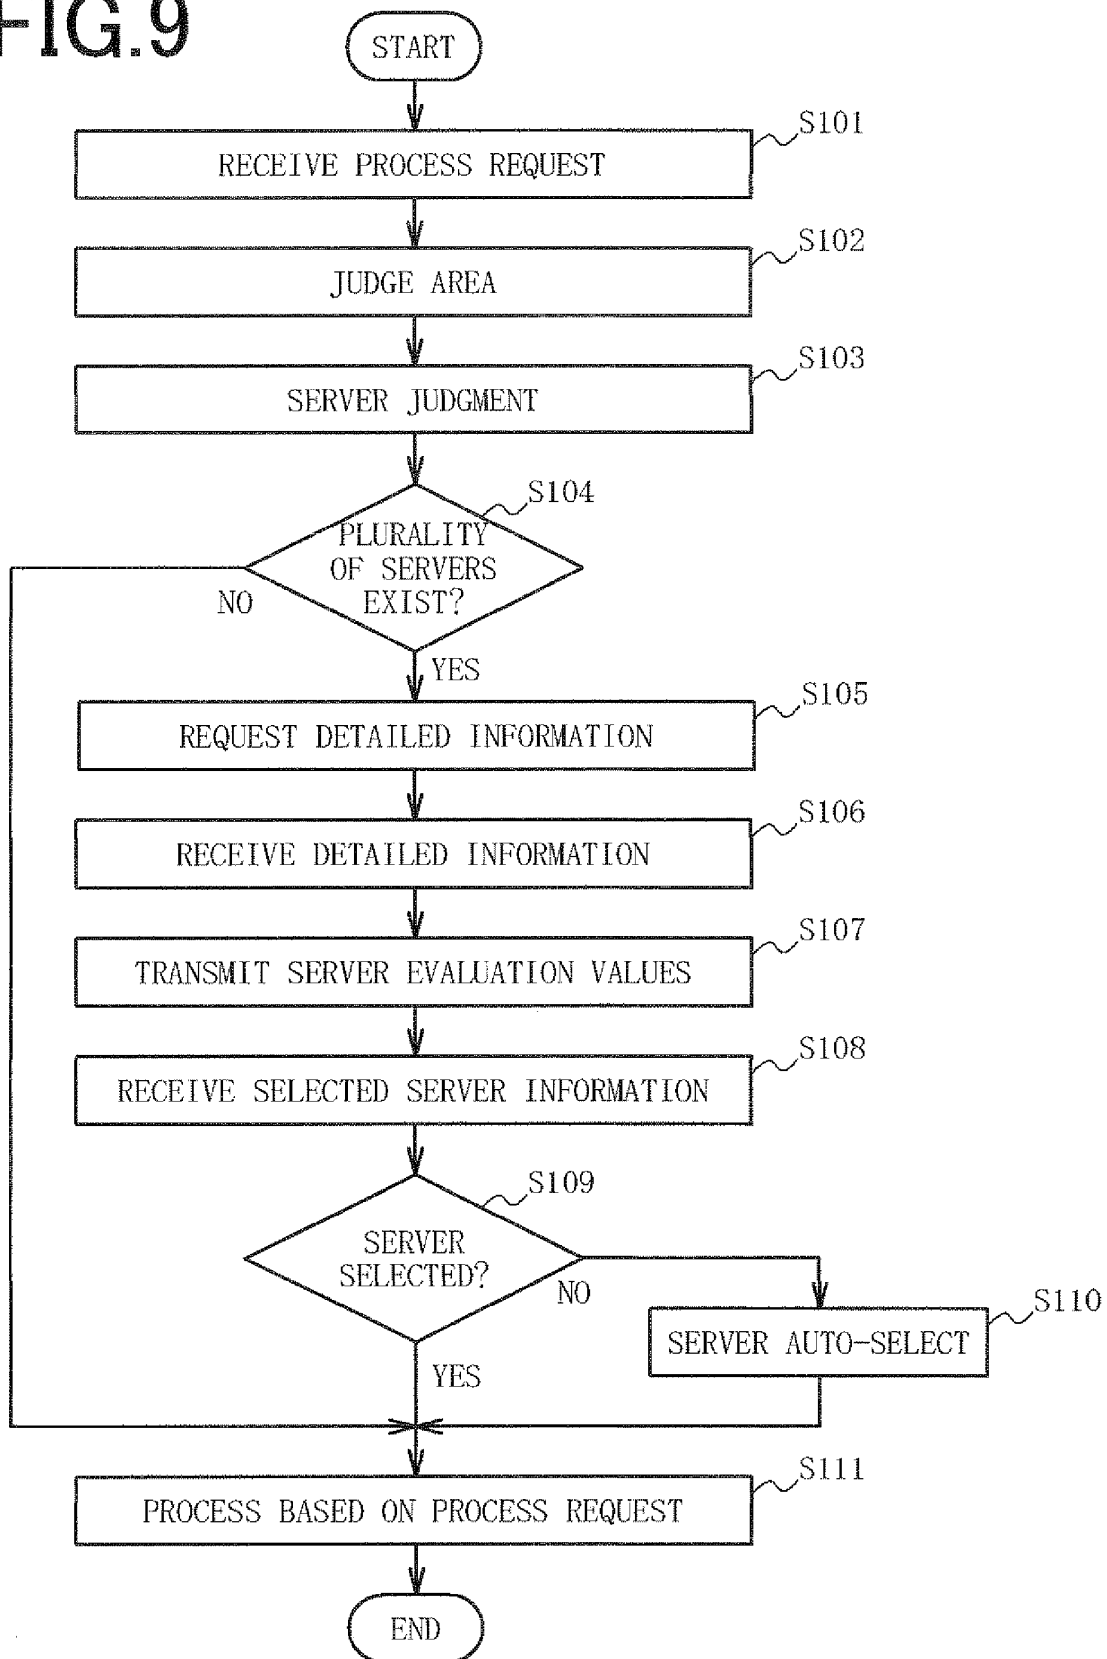 FIG.9
START
S101
RECEIVE PROCESS REQUEST
S102
JUDGE AREA
S103
SERVER JUDGMENT
S104
PLURALITY
OF SERVERS
EXIST?
NO
YES
S105
REQUEST DETAILED INFORMATION
S106
RECEIVE DETAILED INFORMATION
S107
TRANSMIT SERVER EVALUATION VALUES
S108
RECEIVE SELECTED SERVER INFORMATION
S109
SERVER
SELECTED?
NO
YES
S110
SERVER AUTO-SELECT
S111
PROCESS BASED ON PROCESS REQUEST
END